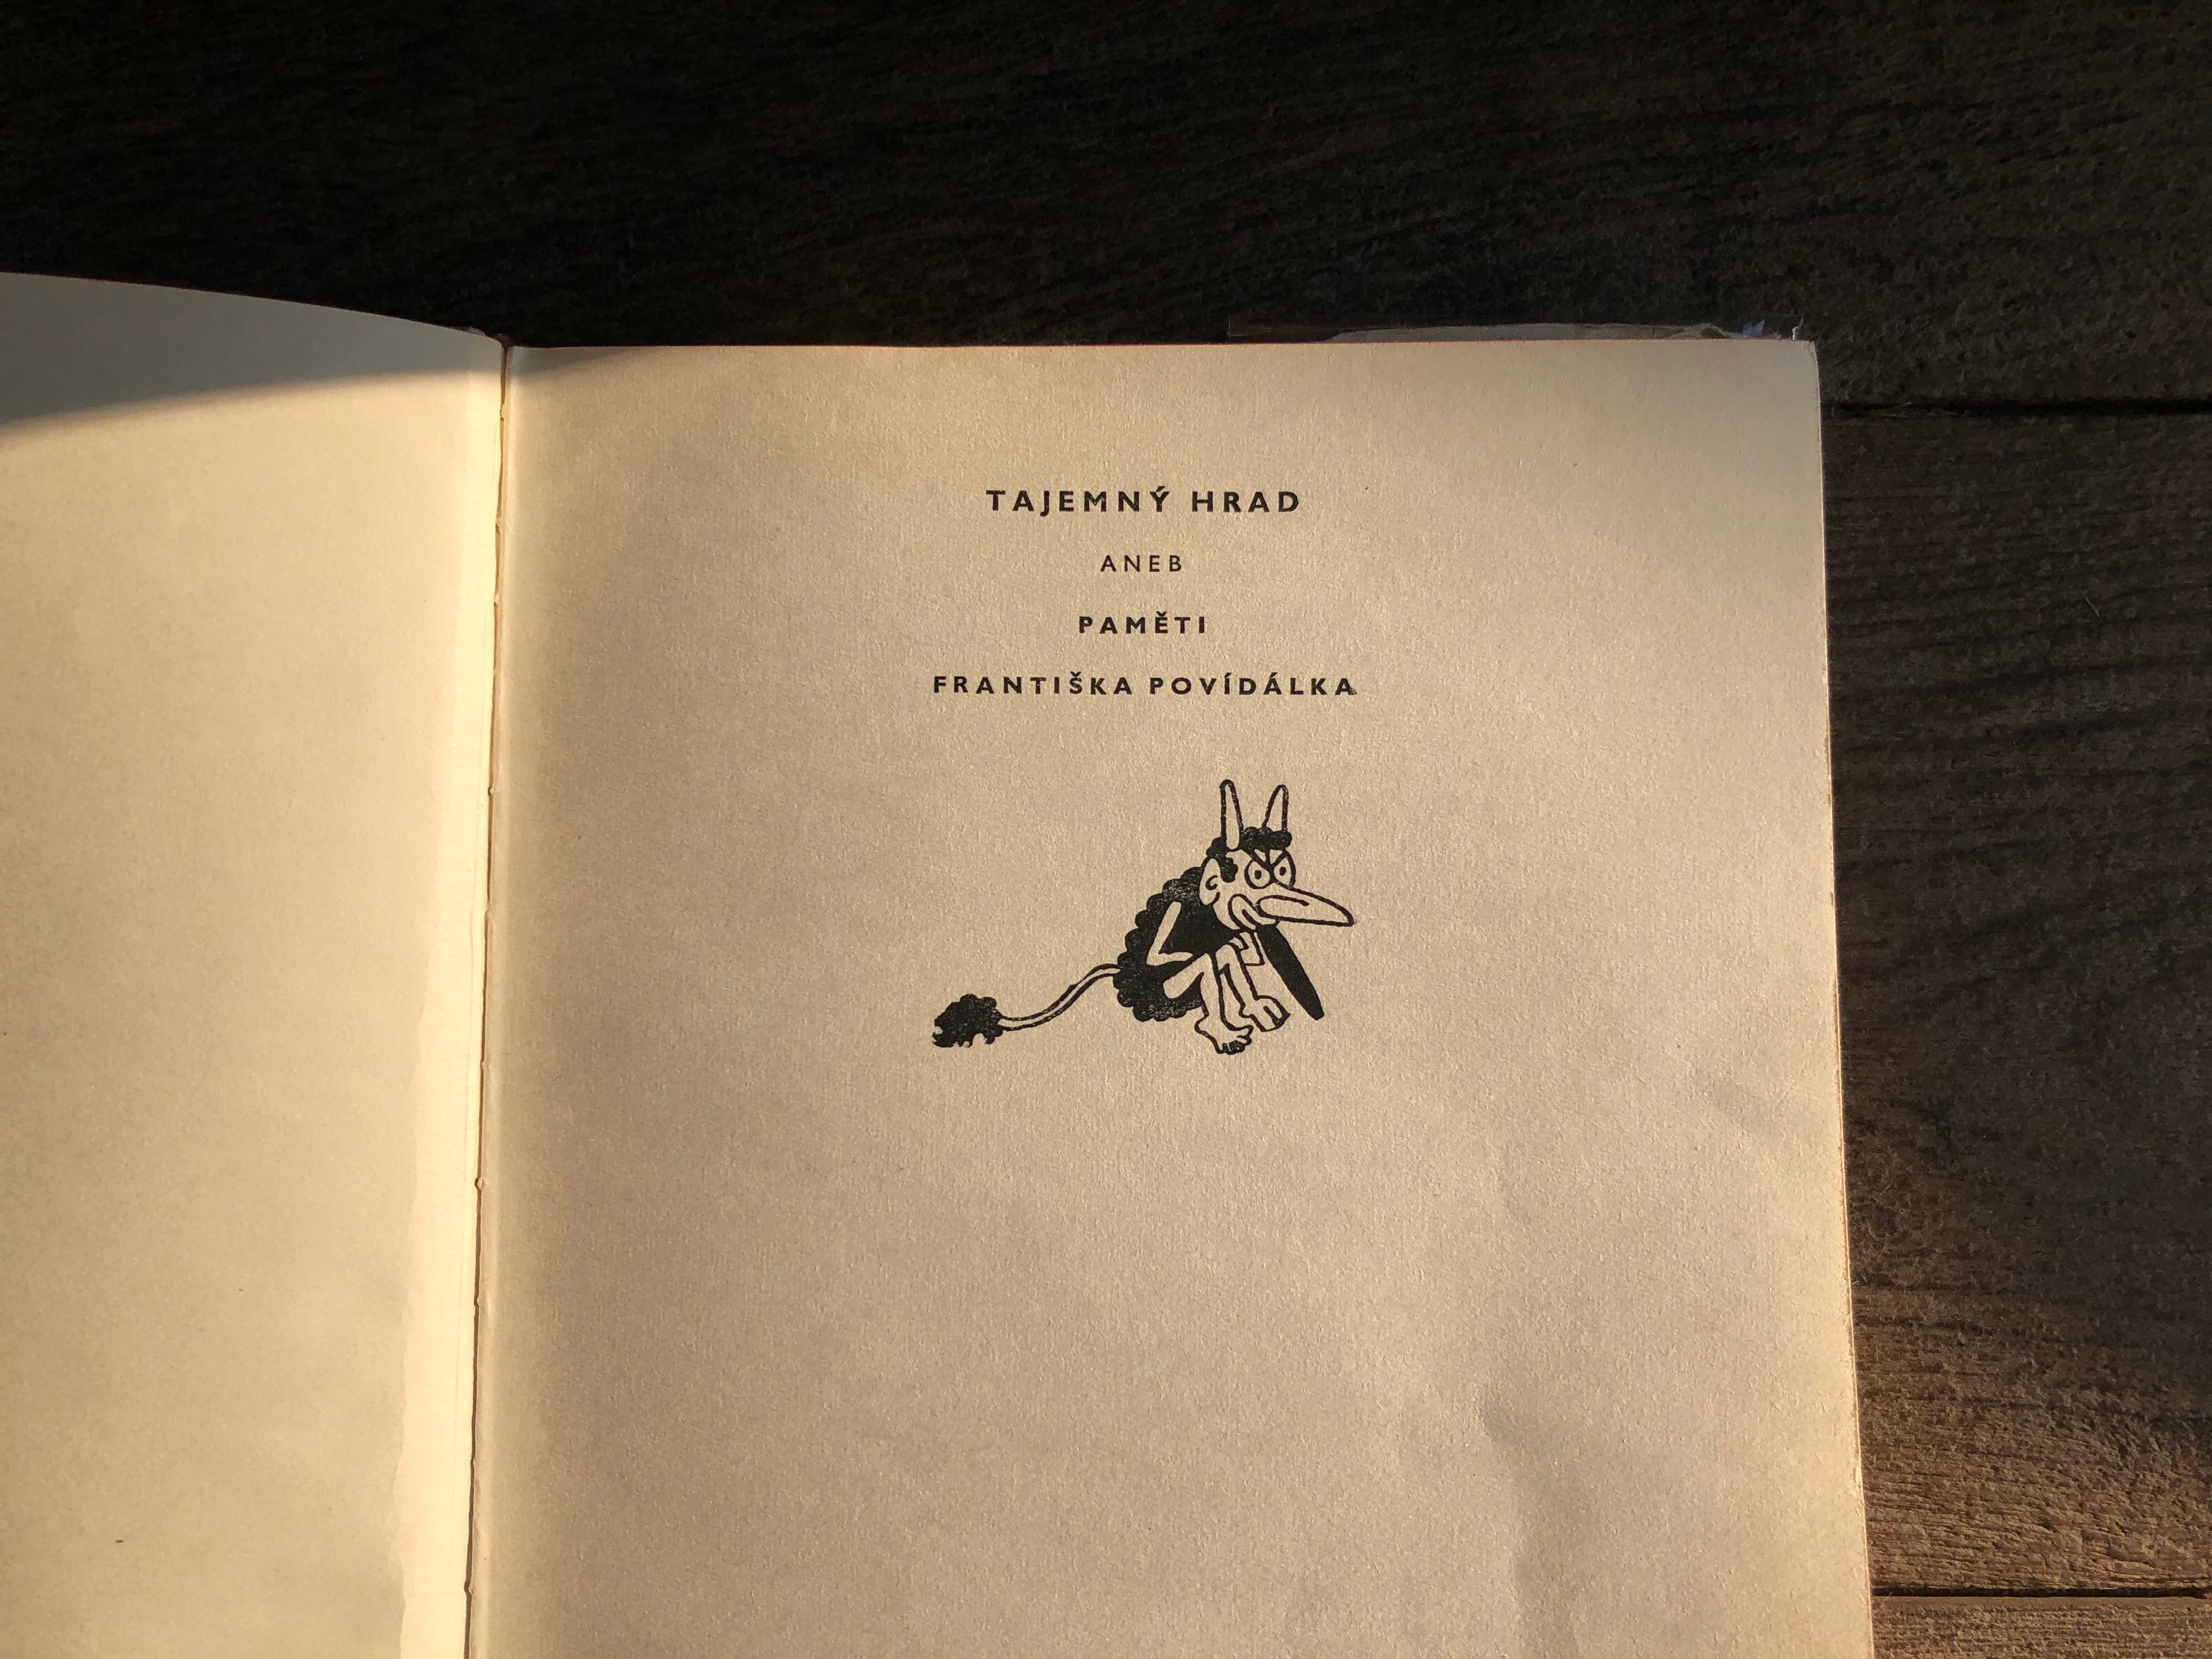 TAJEMNÝ HRAD
ANEB
PAMĚTI
FRANTIŠKA POVÍDÁLKA